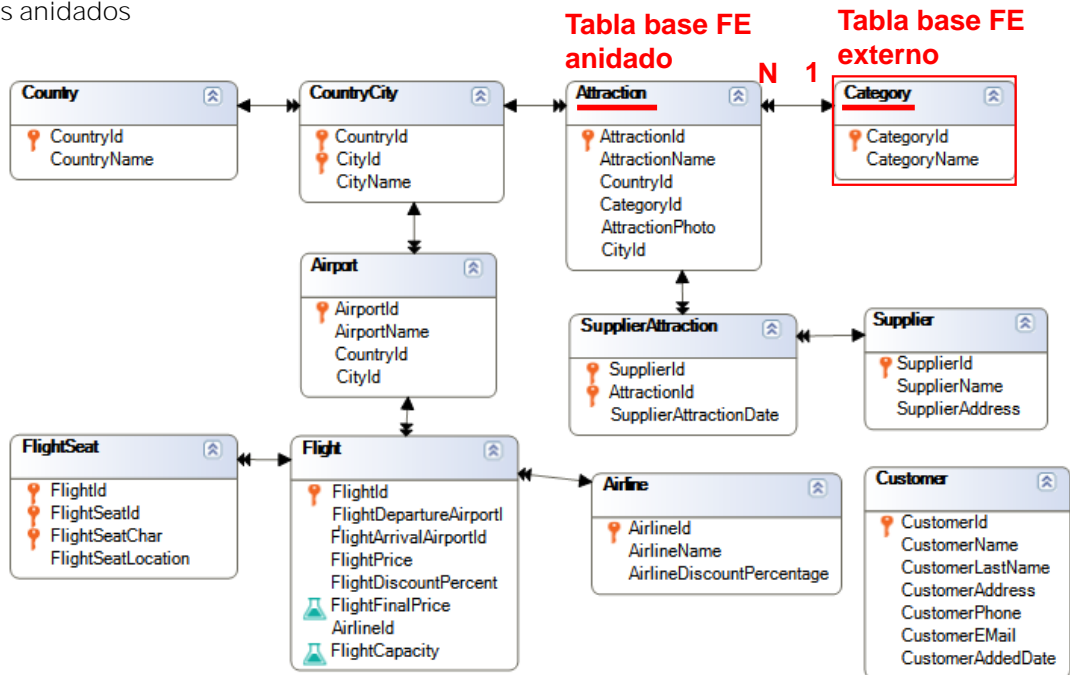 s anidados
Tabla base FE
anidado
Tabla base FE
externo
N 1
Country
CountryId
CountryName
CountryCity
CountryId
CityId
CityName
Attraction
AttractionId
AttractionName
CountryId
CategoryId
AttractionPhoto
CityId
Category
CategoryId
CategoryName
Airport
AirportId
AirportName
CountryId
CityId
SupplierAttraction
SupplierId
AttractionId
SupplierAttractionDate
Supplier
SupplierId
SupplierName
SupplierAddress
FlightSeat
FlightId
FlightSeatId
FlightSeatChar
FlightSeatLocation
Flight
FlightId
FlightDepartureAirportI
FlightArrivalAirportId
FlightPrice
FlightDiscountPercent
FlightFinalPrice
AirlineId
FlightCapacity
Airline
AirlineId
AirlineName
AirlineDiscountPercentage
Customer
CustomerId
CustomerName
CustomerLastName
CustomerAddress
CustomerPhone
CustomerEMail
CustomerAddedDate